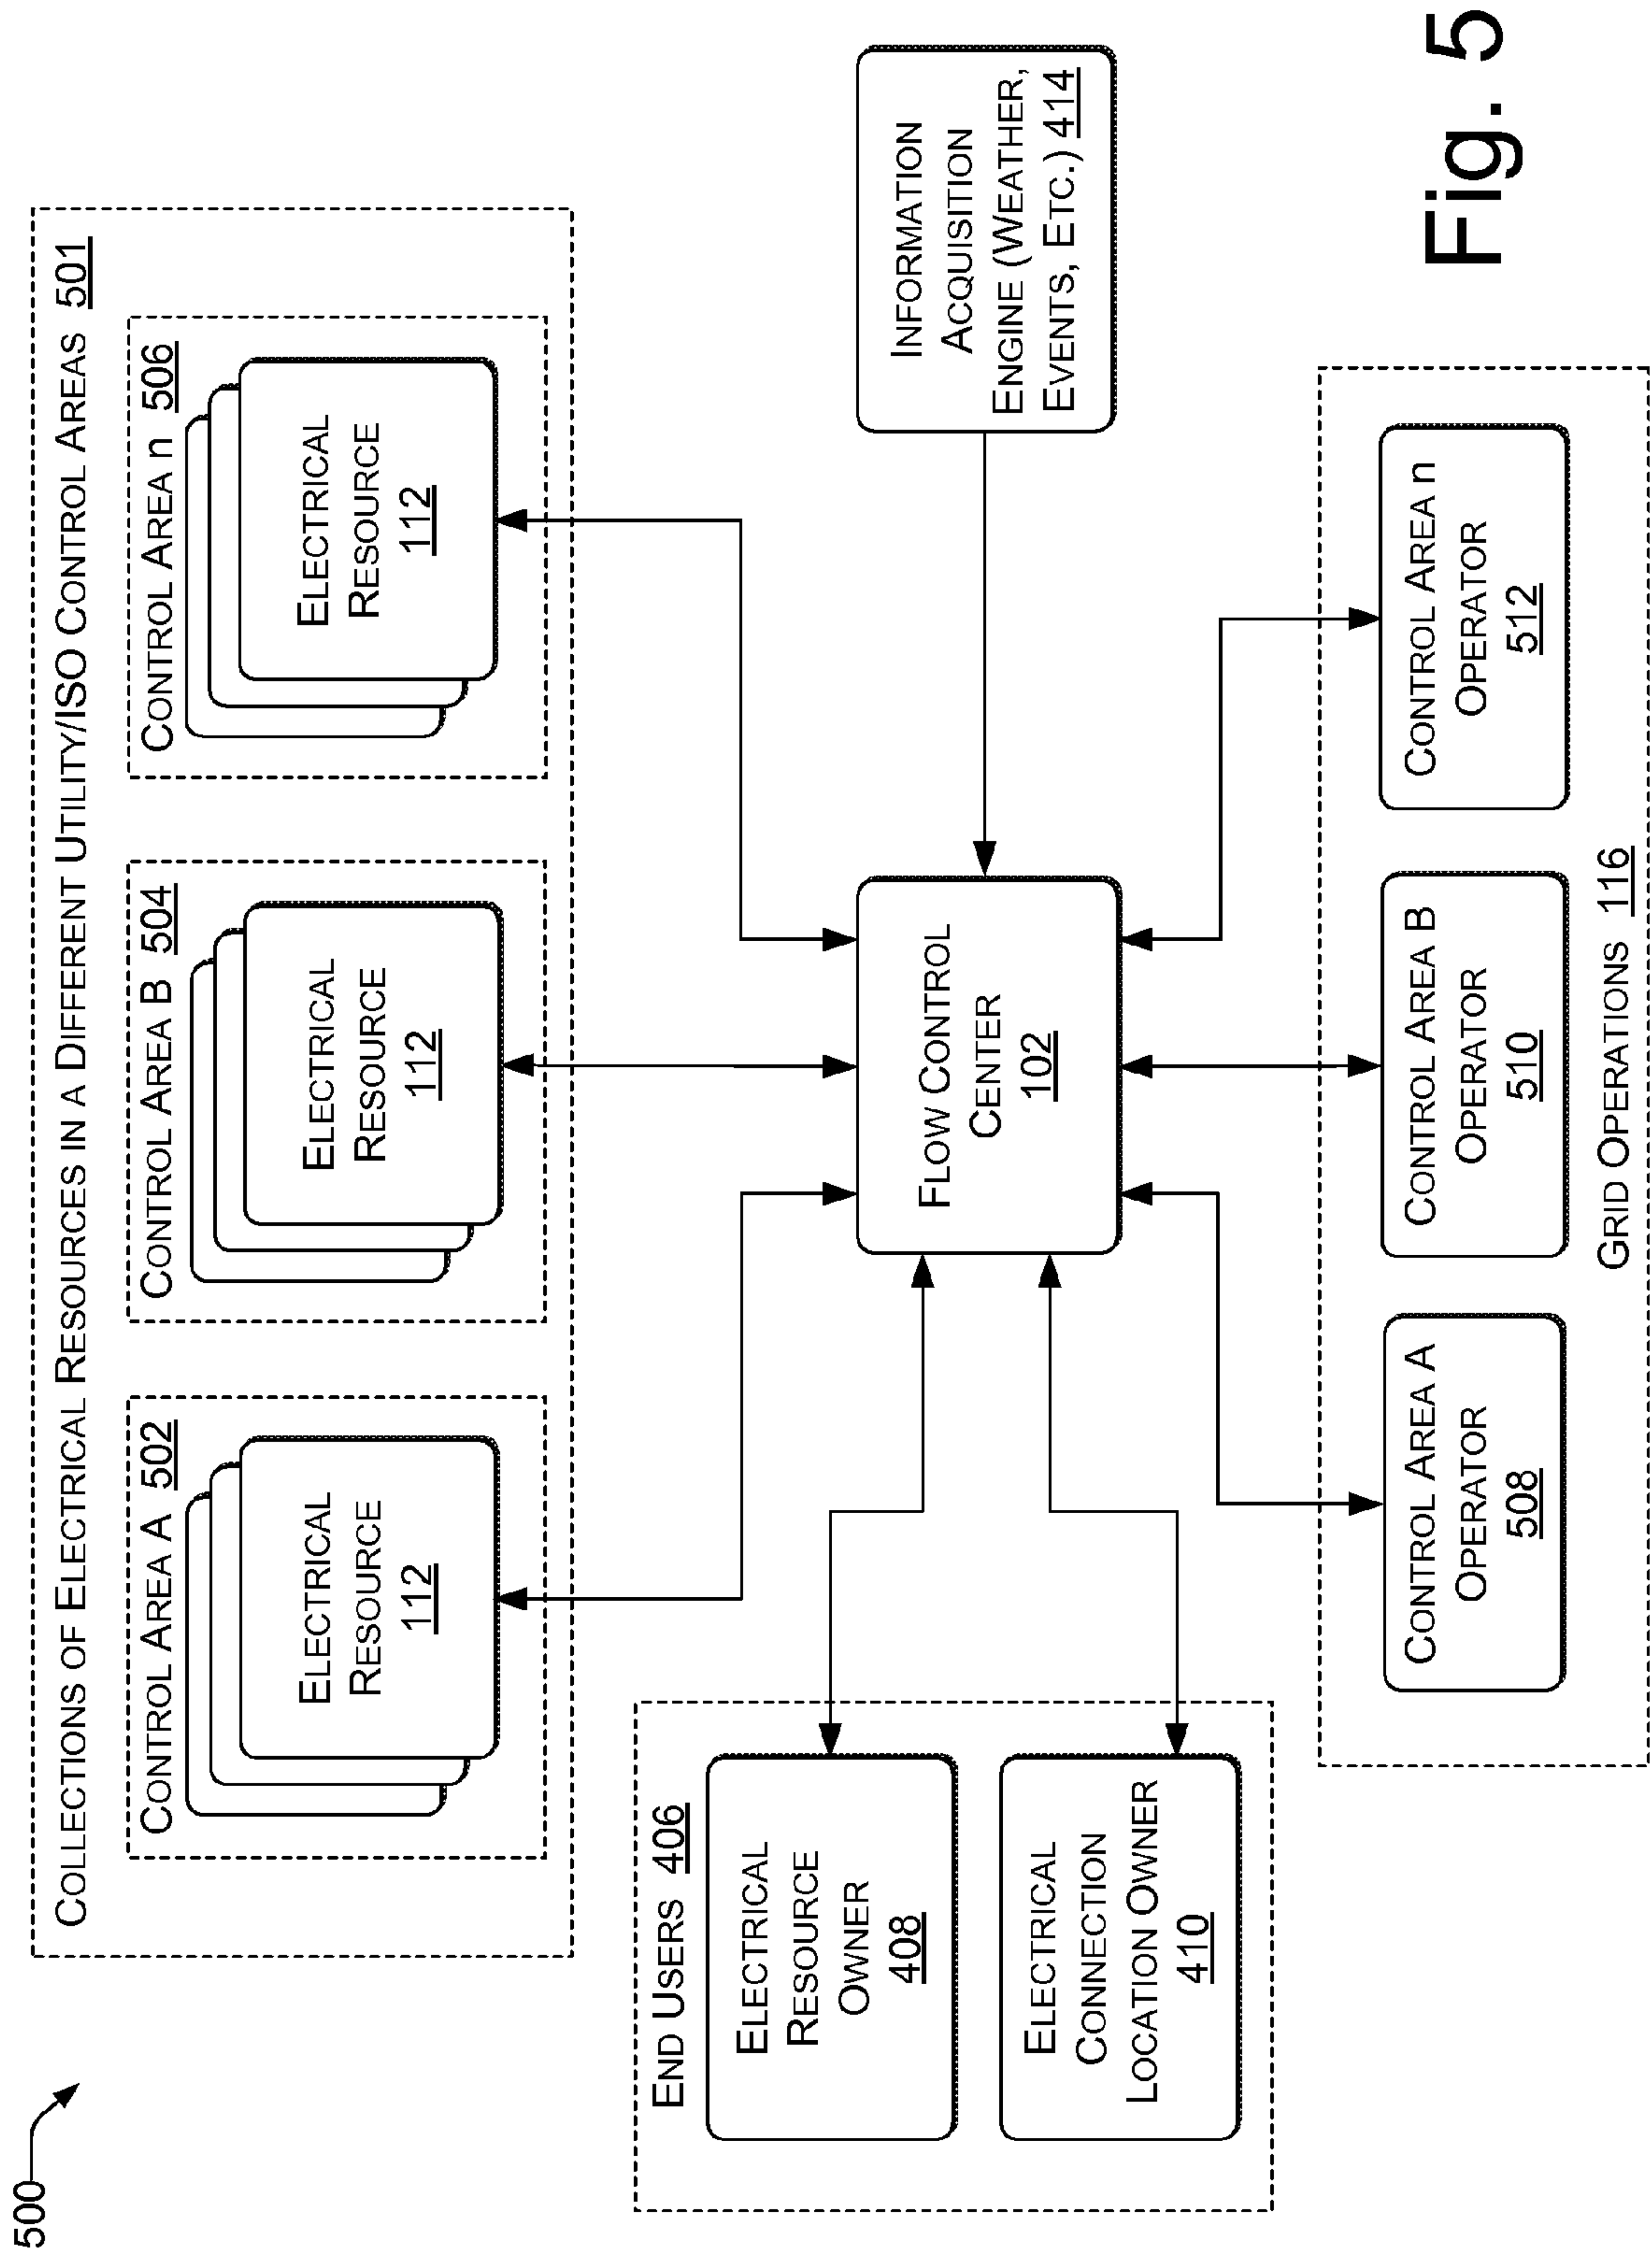 500
Collections of Electrical Resources in a Different Utility/ISO Control Areas 501
Control Area A 502
Electrical
Resource
112
Control Area B 504
Electrical
Resource
112
Control Area n 506
Electrical
Resource
112
End Users 406
Electrical
Resource
Owner
408
Electrical
Connection
Location Owner
410
Flow Control
Center
102
Information
Acquisition
Engine (Weather,
Events, Etc.) 414
Control Area A
Operator
508
Control Area B
Operator
510
Control Area n
Operator
512
Grid Operations 116
Fig. 5